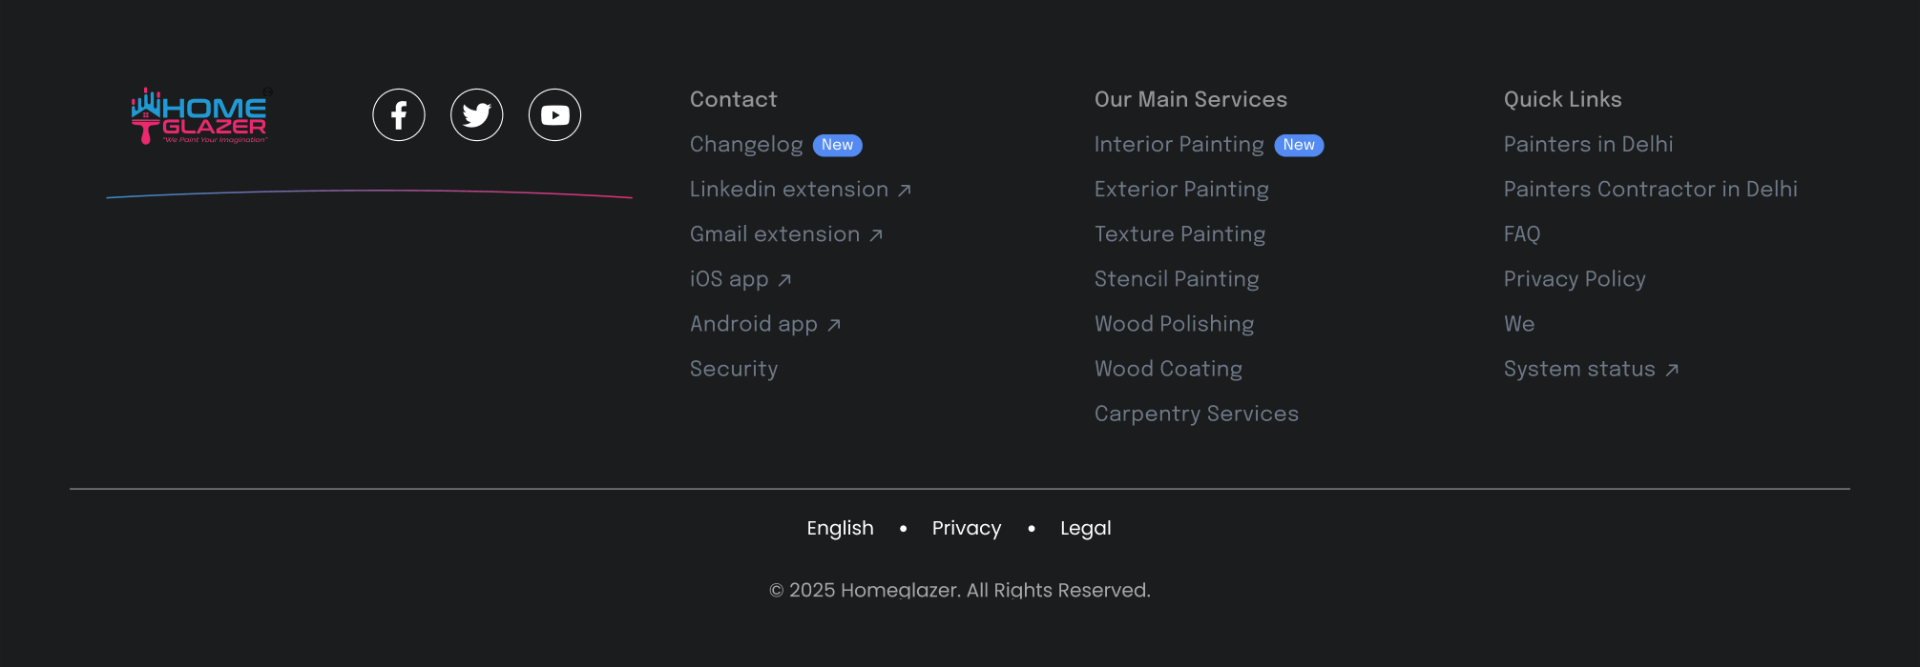 HOME
GLAZER
"We Paint Your Imagination"
Contact
Changelog New
Linkedin extension ↗
Gmail extension ↗
iOS app ↗
Android app ↗
Security
Our Main Services
Interior Painting New
Exterior Painting
Texture Painting
Stencil Painting
Wood Polishing
Wood Coating
Carpentry Services
Quick Links
Painters in Delhi
Painters Contractor in Delhi
FAQ
Privacy Policy
We
System status ↗
English • Privacy • Legal
© 2025 Homeglazer. All Rights Reserved.